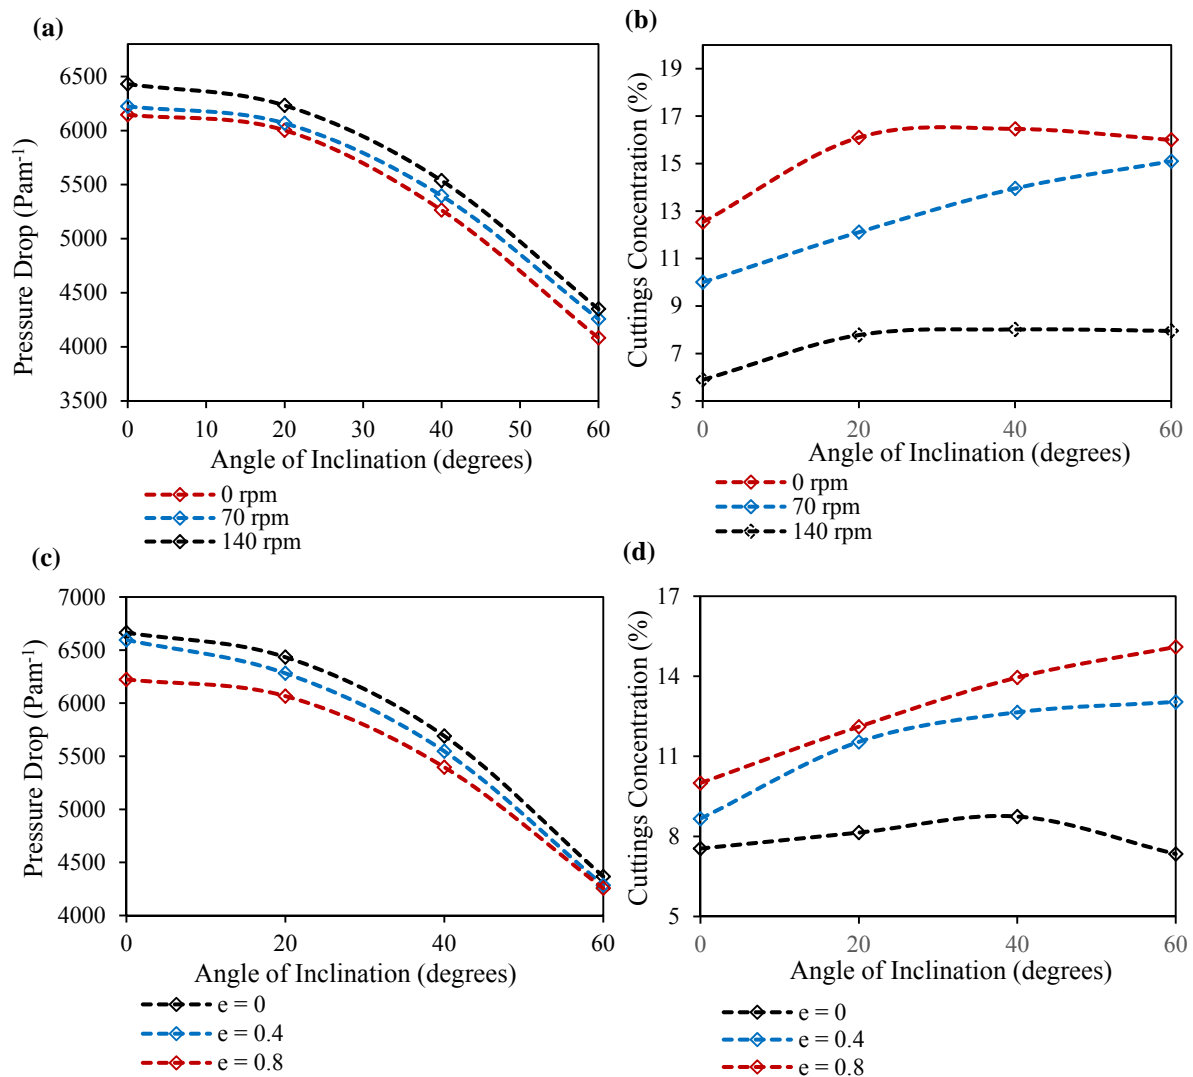 (a)
Pressure Drop (Pam-1)
6500
6000
5500
5000
4500
4000
3500
0 10 20 30 40 50 60
Angle of Inclination (degrees)
0 rpm
70 rpm
140 rpm
(b)
Cuttings Concentration (%)
19
17
15
13
11
9
7
5
0 20 40 60
Angle of Inclination (degrees)
0 rpm
70 rpm
140 rpm
(c)
Pressure Drop (Pam-1)
7000
6500
6000
5500
5000
4500
4000
0 20 40 60
Angle of Inclination (degrees)
e = 0
e = 0.4
e = 0.8
(d)
Cuttings Concentration (%)
17
14
11
8
5
0 20 40 60
Angle of Inclination (degrees)
e = 0
e = 0.4
e = 0.8